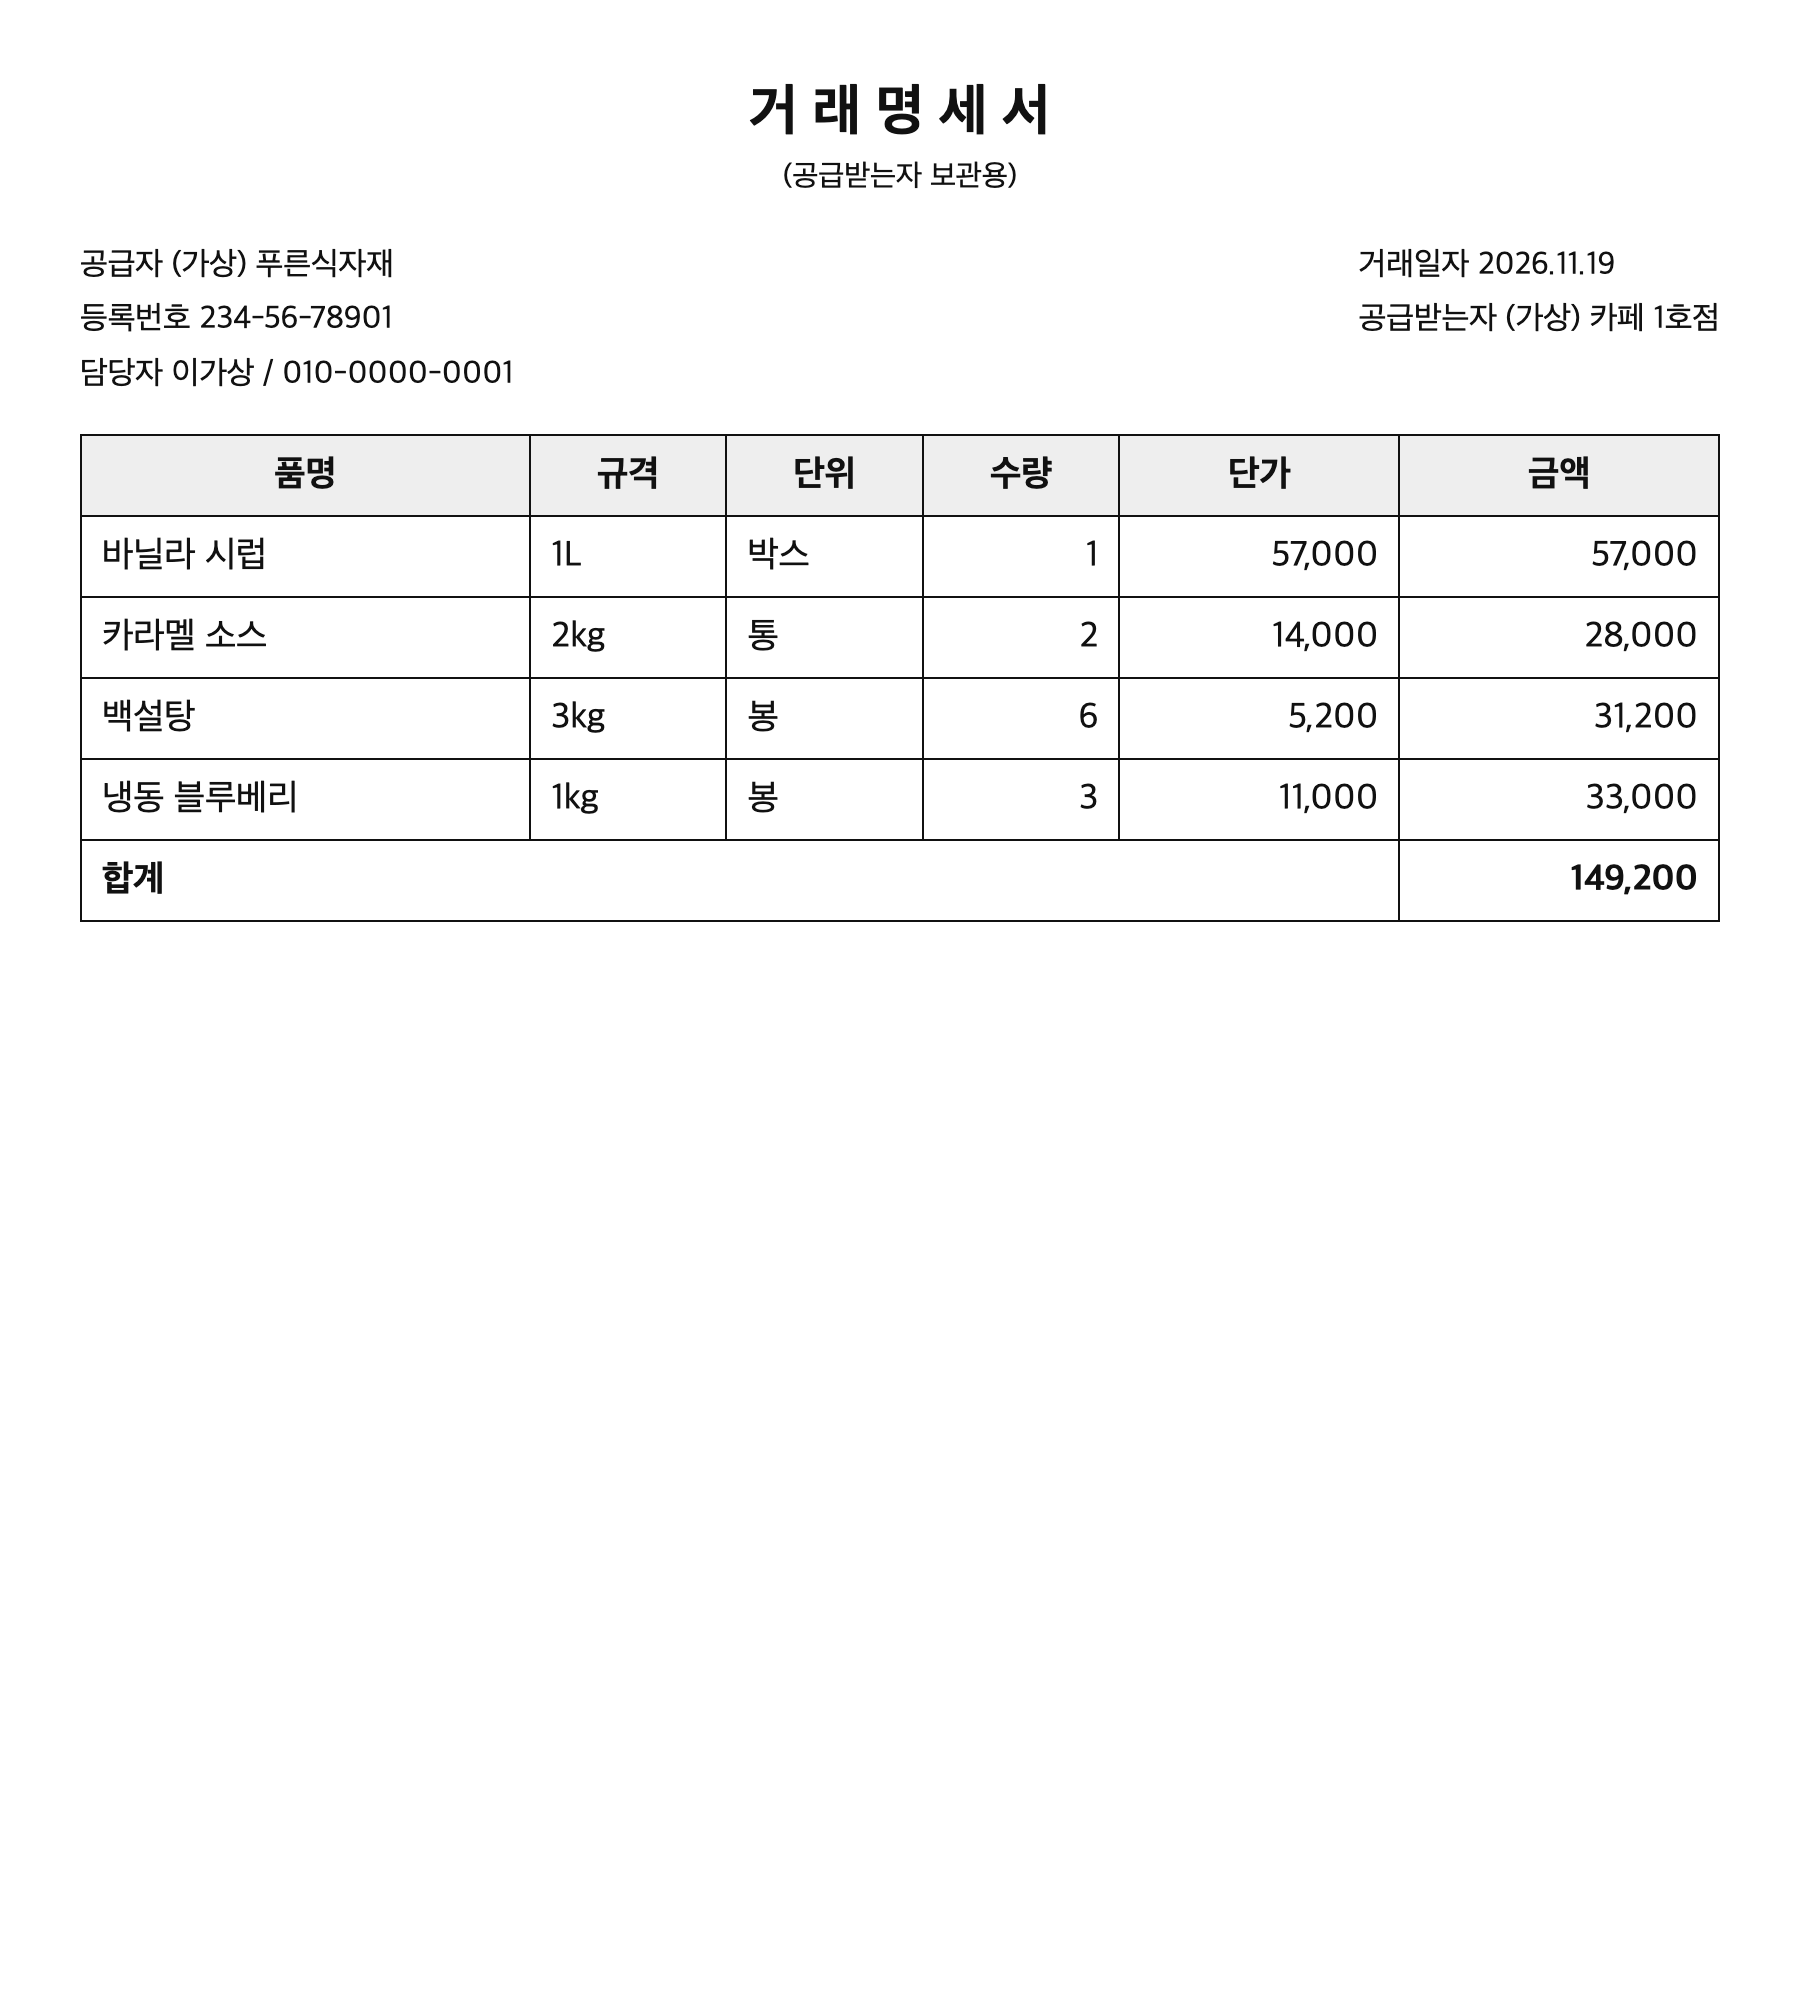 거래명세서
(공급받는자 보관용)
공급자 (가상) 푸른식자재
등록번호 234-56-78901
담당자 이가상 / 010-0000-0001
거래일자 2026.11.19
공급받는자 (가상) 카페 1호점
품명 규격 단위 수량 단가 금액
바닐라 시럽 1L 박스 1 57,000 57,000
카라멜 소스 2kg 통 2 14,000 28,000
백설탕 3kg 봉 6 5,200 31,200
냉동 블루베리 1kg 봉 3 11,000 33,000
합계 149,200